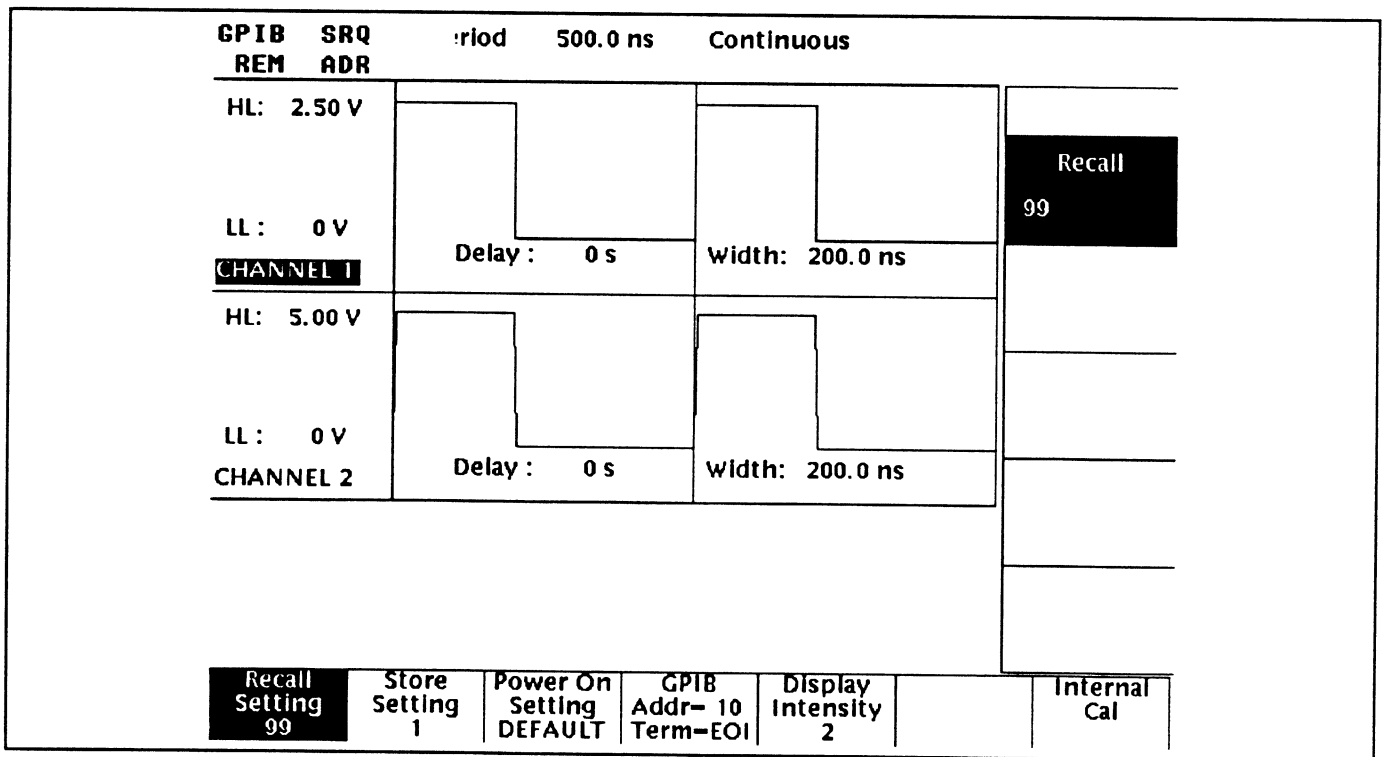 GPIB SRQ riod 500.0 ns Continuous
REM ADR
HL: 2.50 V
LL : 0 V
Delay : 0 s Width: 200.0 ns
CHANNEL 1
HL: 5.00 V
LL : 0 V
Delay : 0 s Width: 200.0 ns
CHANNEL 2
Recall
99
Recall Setting 99
Store Setting 1
Power On Setting DEFAULT
GPIB Addr- 10 Term-EOI
Display Intensity 2
Internal Cal